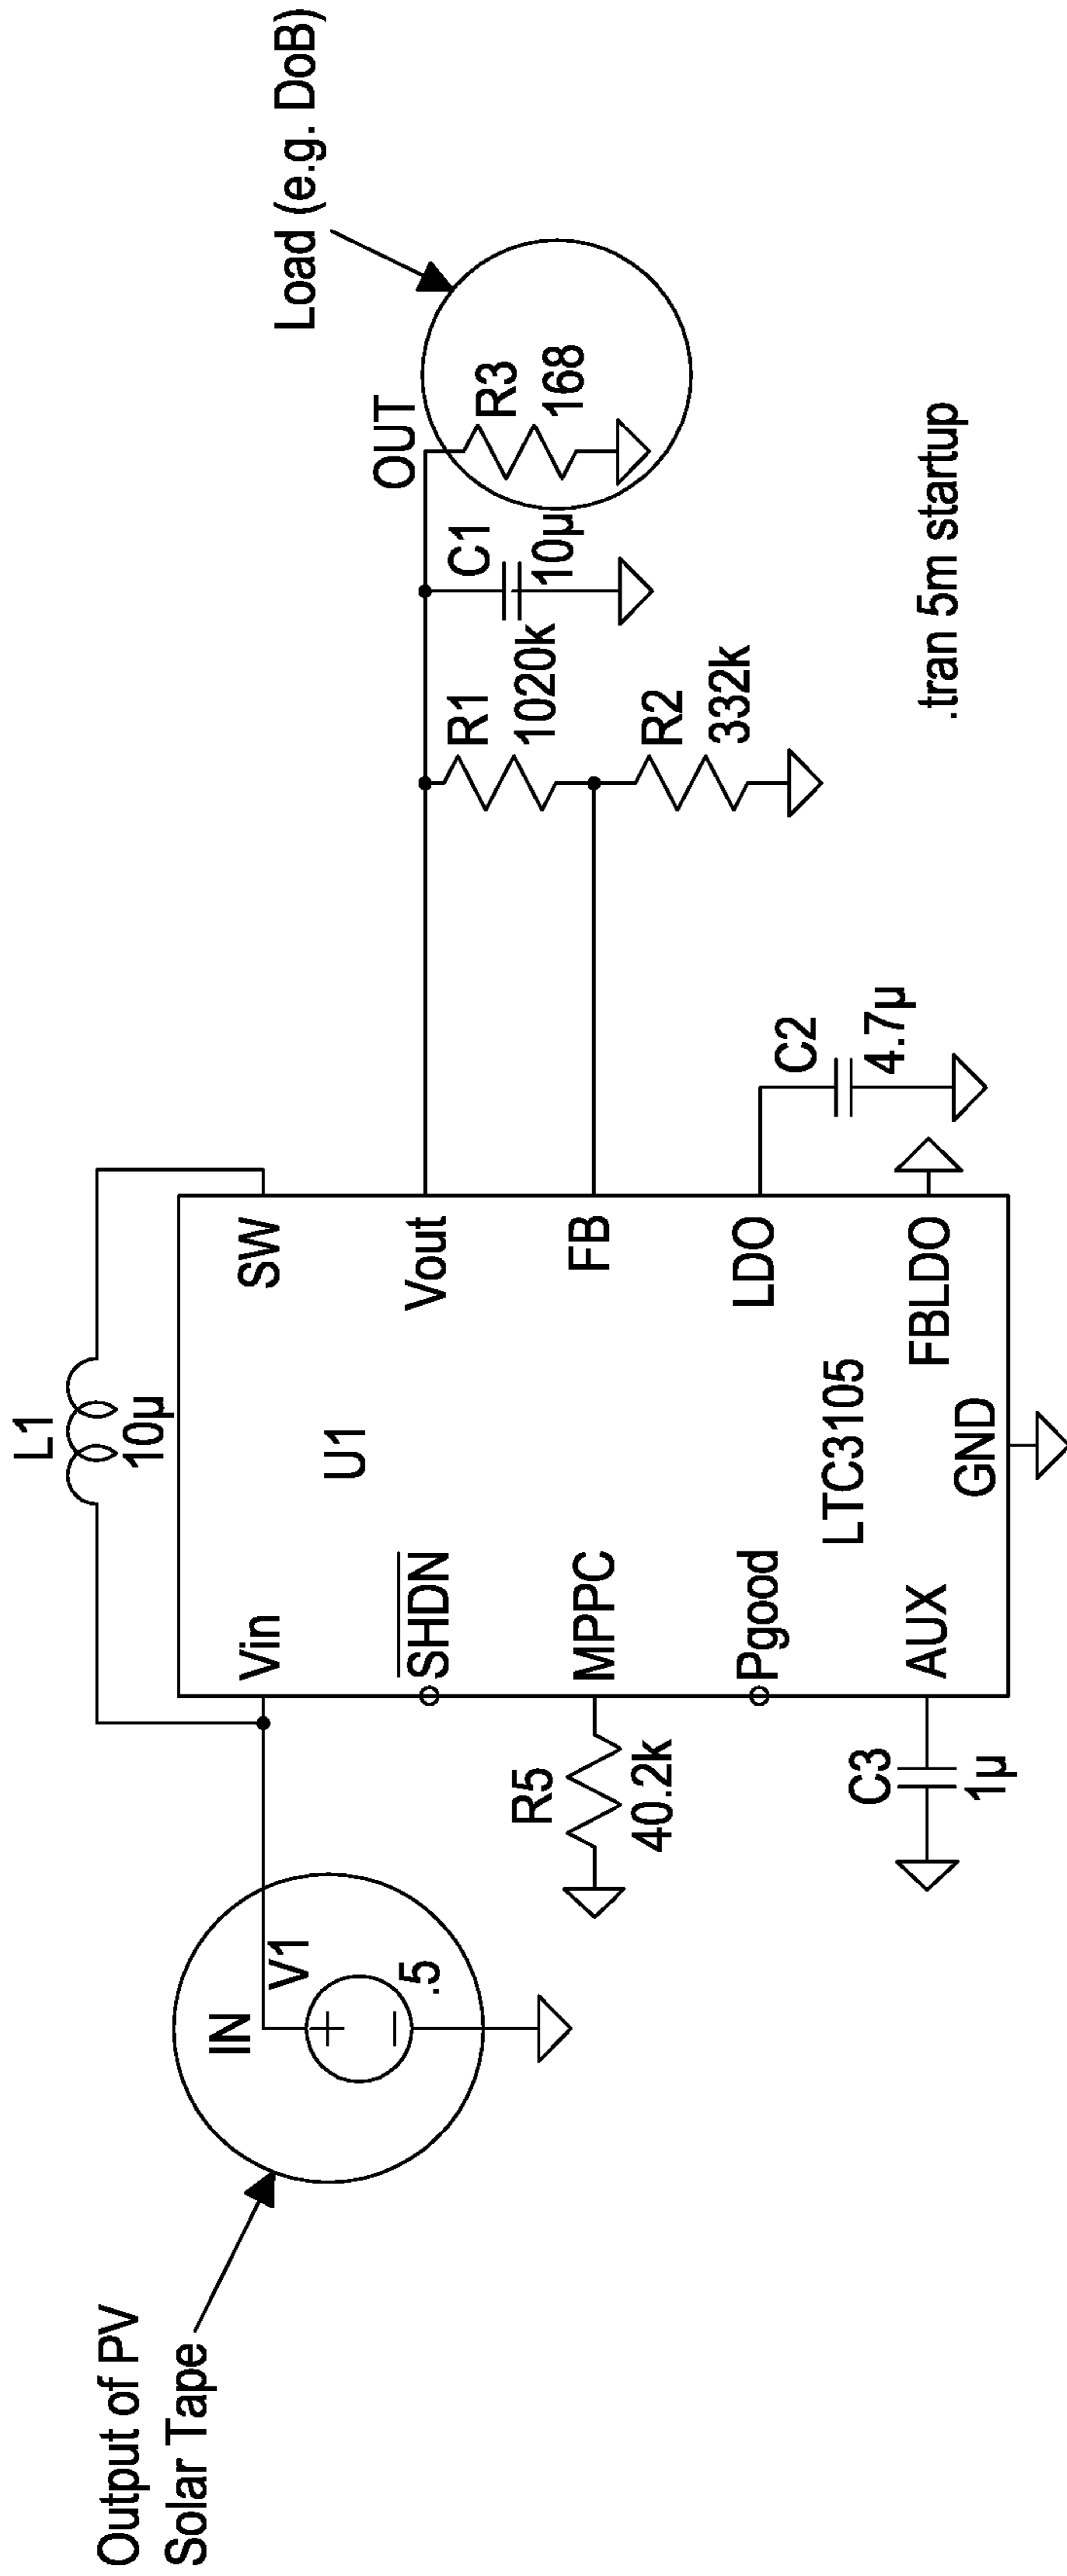 Output of PV
Solar Tape
IN
V1
.5
L1
10µ
Vin
SW
U1
SHDN
Vout
MPPC
FB
Pgood
LDO
LTC3105
AUX
FBLDO
GND
R5
40.2k
C3
1µ
C2
4.7µ
R1
1020k
R2
332k
C1
10µ
OUT
R3
168
Load (e.g. DoB)
.tran 5m startup